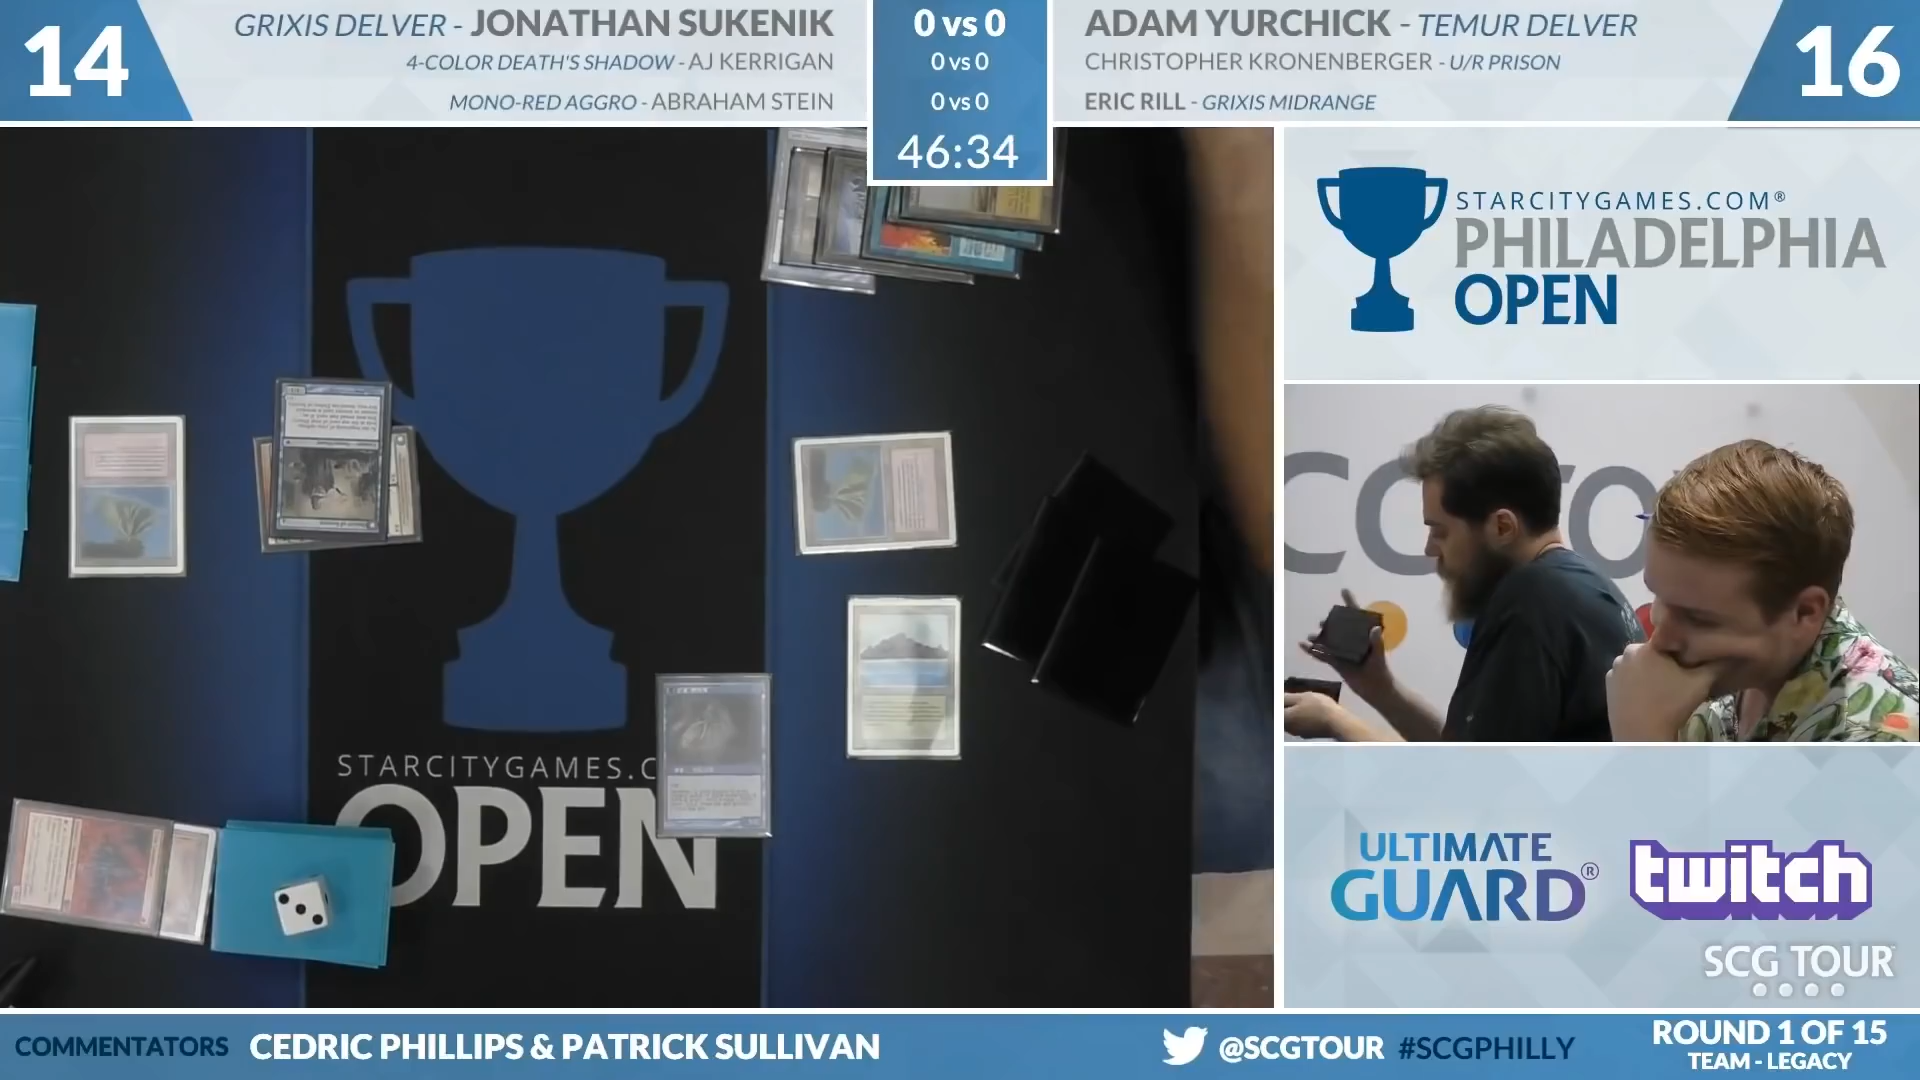 14
GRIXIS DELVER - JONATHAN SUKENIK
4-COLOR DEATH'S SHADOW - AJ KERRIGAN
MONO-RED AGGRO - ABRAHAM STEIN
0 vs 0
0 vs 0
0 vs 0
46:34
ADAM YURCHICK - TEMUR DELVER
CHRISTOPHER KRONENBERGER - U/R PRISON
ERIC RILL - GRIXIS MIDRANGE
16
STARCITYGAMES.C
OPEN
STARCITYGAMES.COM®
PHILADELPHIA
OPEN
ULTIMATE
GUARD®
twitch
SCG TOUR
COMMENTATORS CEDRIC PHILLIPS & PATRICK SULLIVAN
@SCGTOUR #SCGPHILLY
ROUND 1 OF 15
TEAM - LEGACY